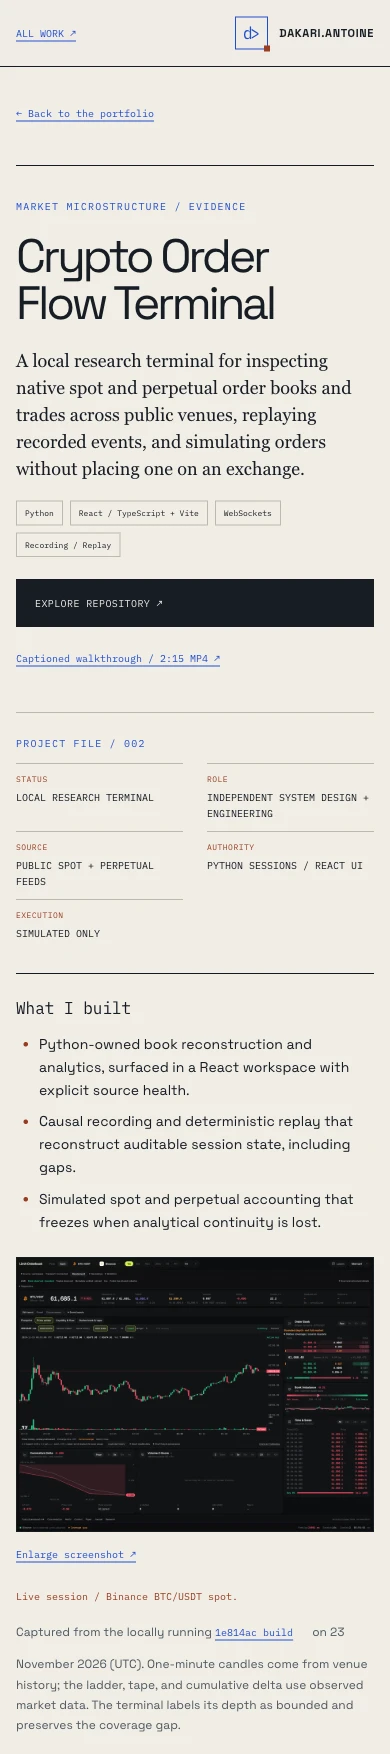 ALL WORK ↗
d> DAKARI.ANTOINE
← Back to the portfolio
MARKET MICROSTRUCTURE / EVIDENCE
Crypto Order
Flow Terminal
A local research terminal for inspecting
native spot and perpetual order books and
trades across public venues, replaying
recorded events, and simulating orders
without placing one on an exchange.
Python React / TypeScript + Vite WebSockets
Recording / Replay
EXPLORE REPOSITORY ↗
Captioned walkthrough / 2:15 MP4 ↗
PROJECT FILE / 002
STATUS
LOCAL RESEARCH TERMINAL
ROLE
INDEPENDENT SYSTEM DESIGN +
ENGINEERING
SOURCE
PUBLIC SPOT + PERPETUAL
FEEDS
AUTHORITY
PYTHON SESSIONS / REACT UI
EXECUTION
SIMULATED ONLY
What I built
• Python-owned book reconstruction and
analytics, surfaced in a React workspace with
explicit source health.
• Causal recording and deterministic replay that
reconstruct auditable session state, including
gaps.
• Simulated spot and perpetual accounting that
freezes when analytical continuity is lost.
61,685.1
Enlarge screenshot ↗
Live session / Binance BTC/USDT spot.
Captured from the locally running 1e814ac build on 23
November 2026 (UTC). One-minute candles come from venue
history; the ladder, tape, and cumulative delta use observed
market data. The terminal labels its depth as bounded and
preserves the coverage gap.